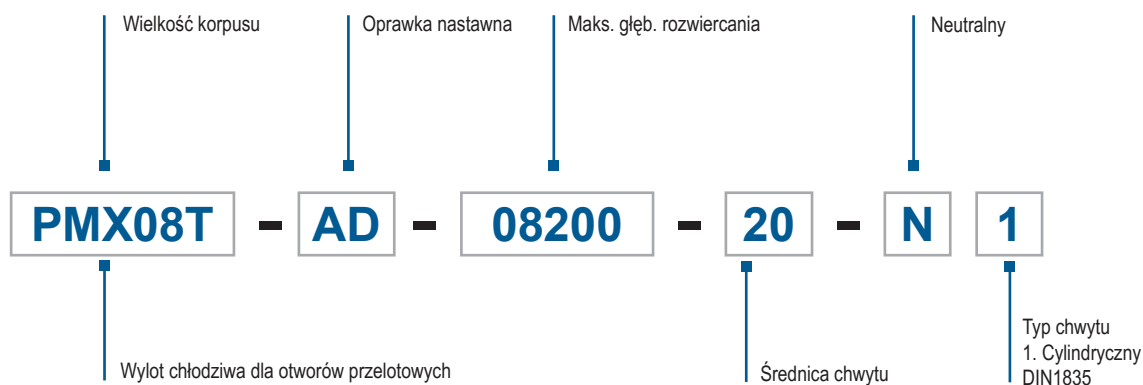 Wielkość korpusu
Oprawka nastawna
Maks. głęb. rozwiercania
Neutralny
PMX08T - AD - 08200 - 20 - N 1
Wylot chłodziwa dla otworów przelotowych
Średnica chwytu
Typ chwytu
1. Cylindryczny
DIN1835